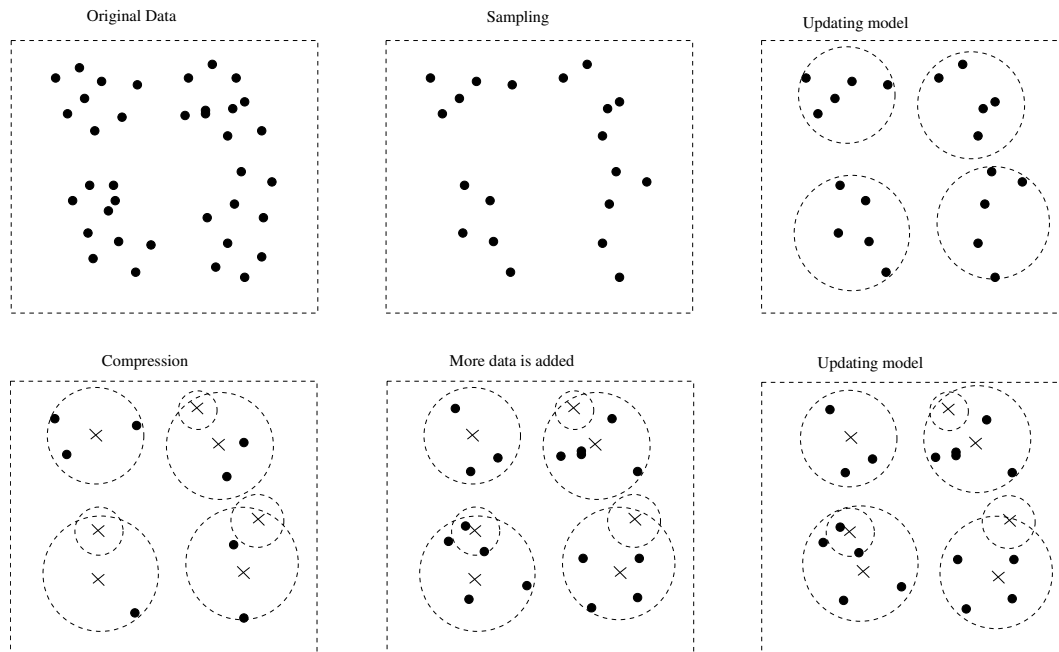 Original Data
Sampling
Updating model
Compression
More data is added
Updating model